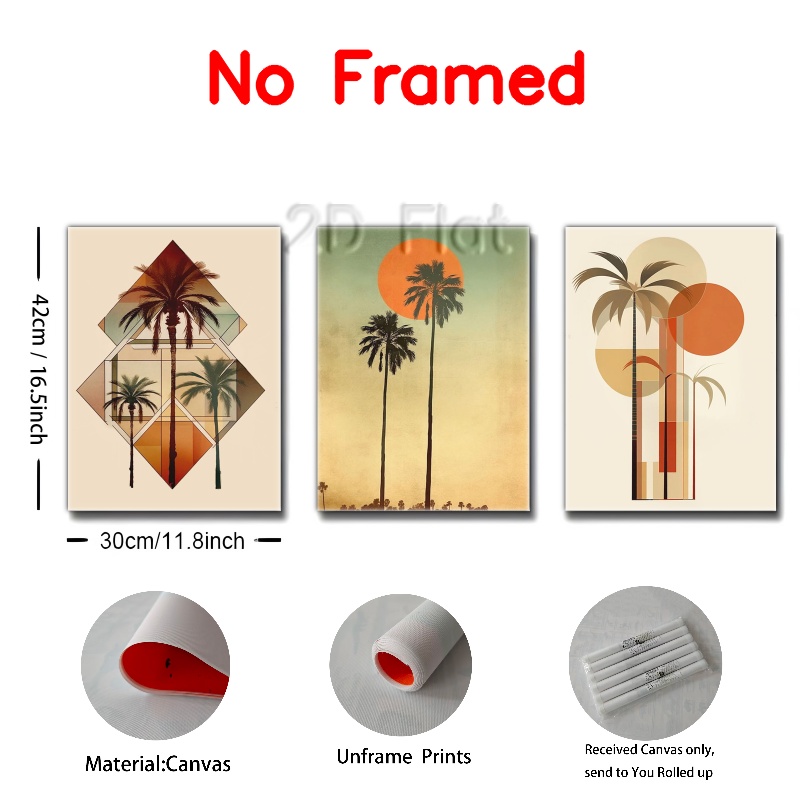 No Framed
2D Flat
42cm / 16.5inch
30cm/11.8inch
Material:Canvas
Unframe Prints
Received Canvas only,
send to You Rolled up